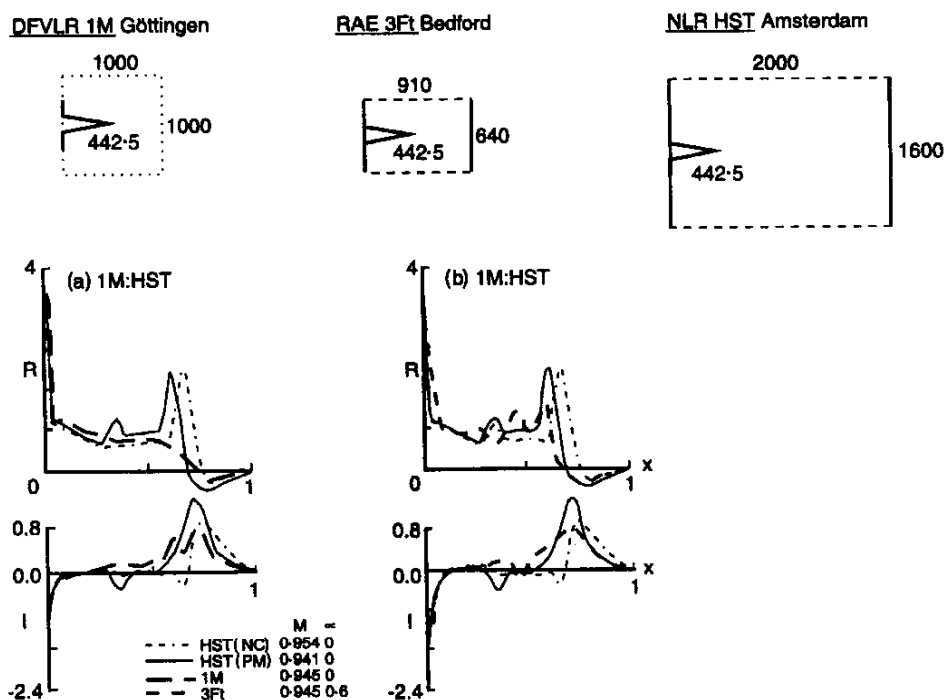 DFVLR 1M Göttingen
RAE 3Ft Bedford
NLR HST Amsterdam
1000
1000
442·5
910
640
442·5
2000
1600
442·5
4
(a) 1M:HST
R
0
1
0.8
0.0
1
I
-2.4
4
(b) 1M:HST
R
x
0
1
0.8
0.0
x
1
I
-2.4
M ∝
HST(NC) 0·954 0
HST(PM) 0·941 0
1M 0·945 0
3Ft 0·945 0·6